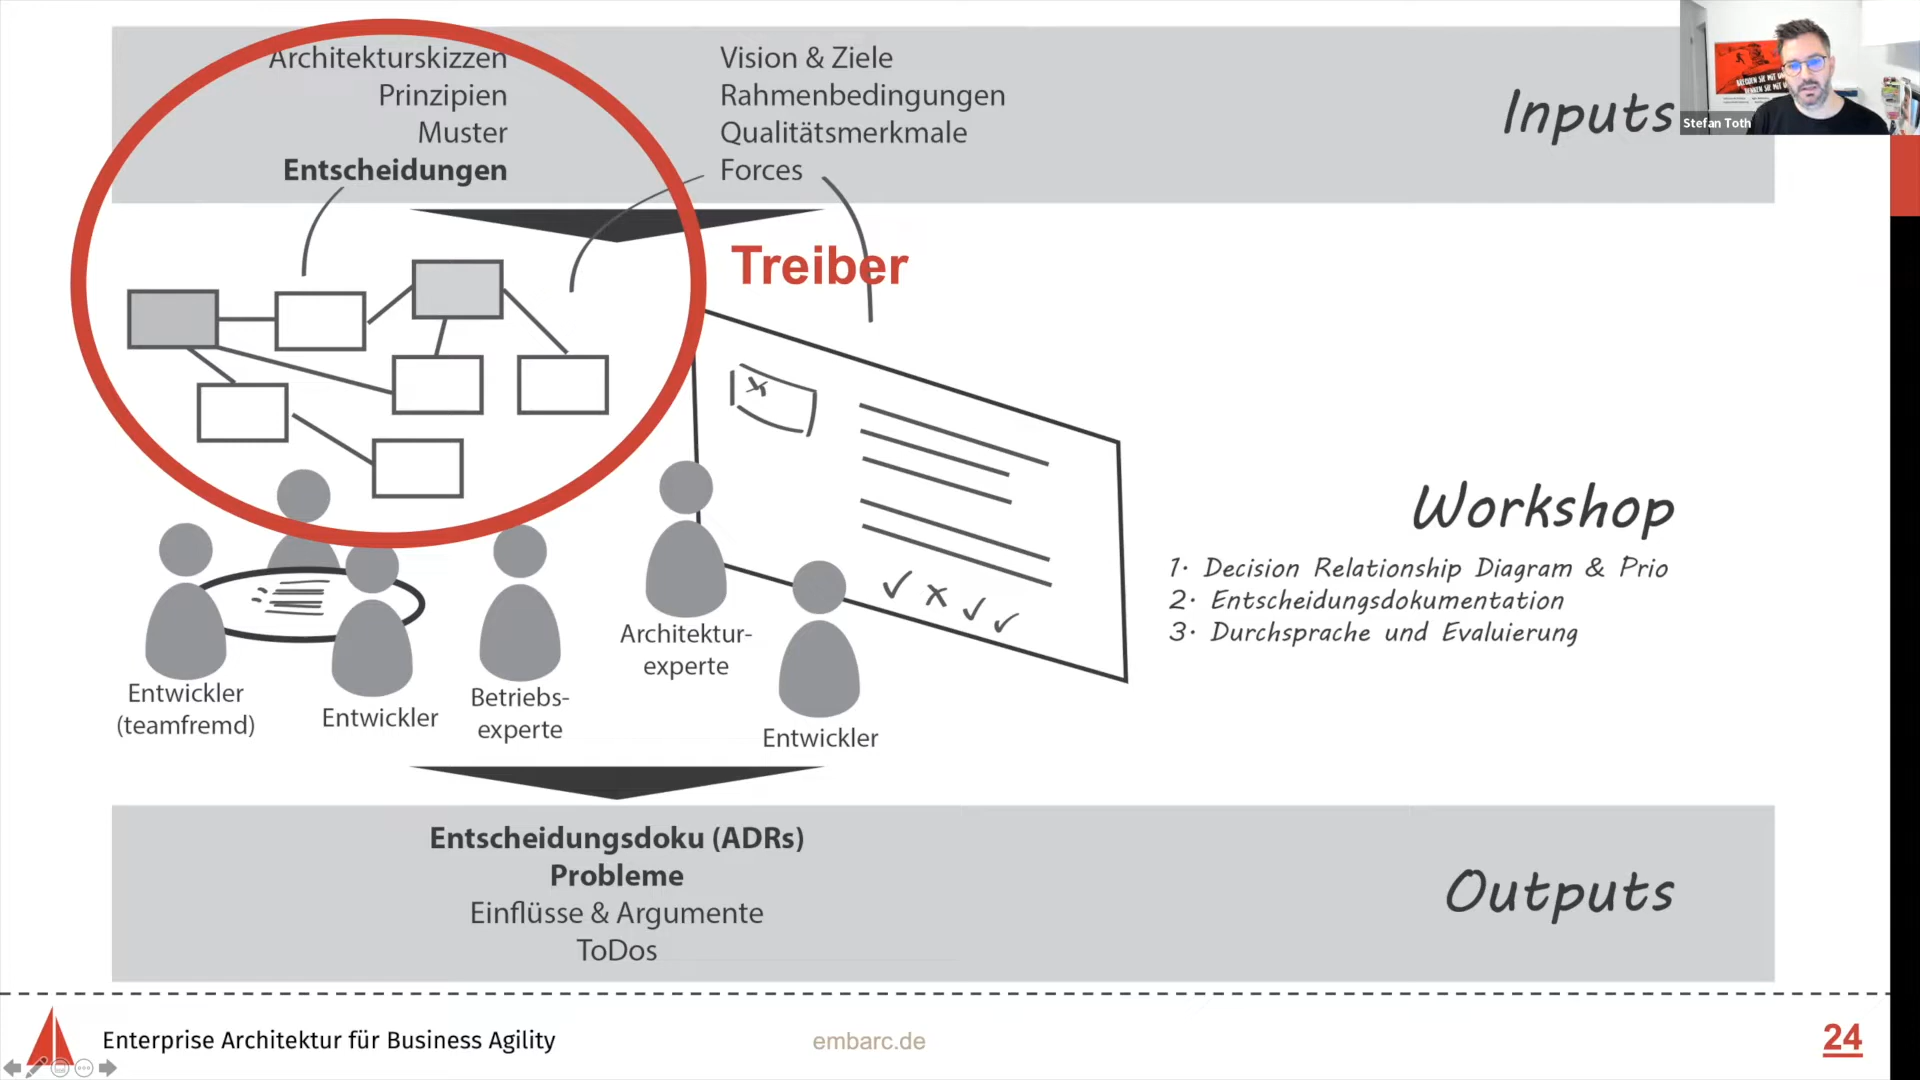 Architekturskizzen
Prinzipien
Muster
Entscheidungen
Vision & Ziele
Rahmenbedingungen
Qualitätsmerkmale
Forces
Inputs
Stefan Toth
Treiber
Workshop
1. Decision Relationship Diagram & Prio
2. Entscheidungsdokumentation
3. Durchsprache und Evaluierung
Entwickler
(teamfremd)
Entwickler
Betriebs-
experte
Architektur-
experte
Entwickler
Entscheidungsdoku (ADRs)
Probleme
Einflüsse & Argumente
ToDos
Outputs
Enterprise Architektur für Business Agility
embarc.de
24